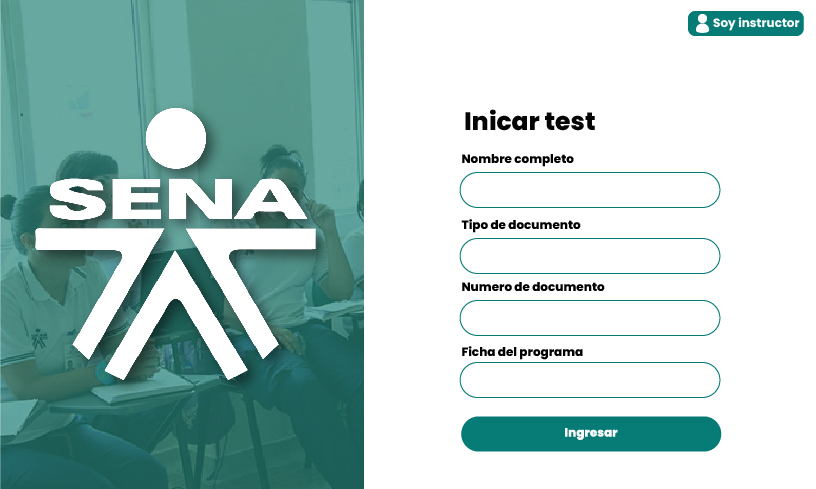 Soy instructor
SENA
Inicar test
Nombre completo
Tipo de documento
Numero de documento
Ficha del programa
Ingresar